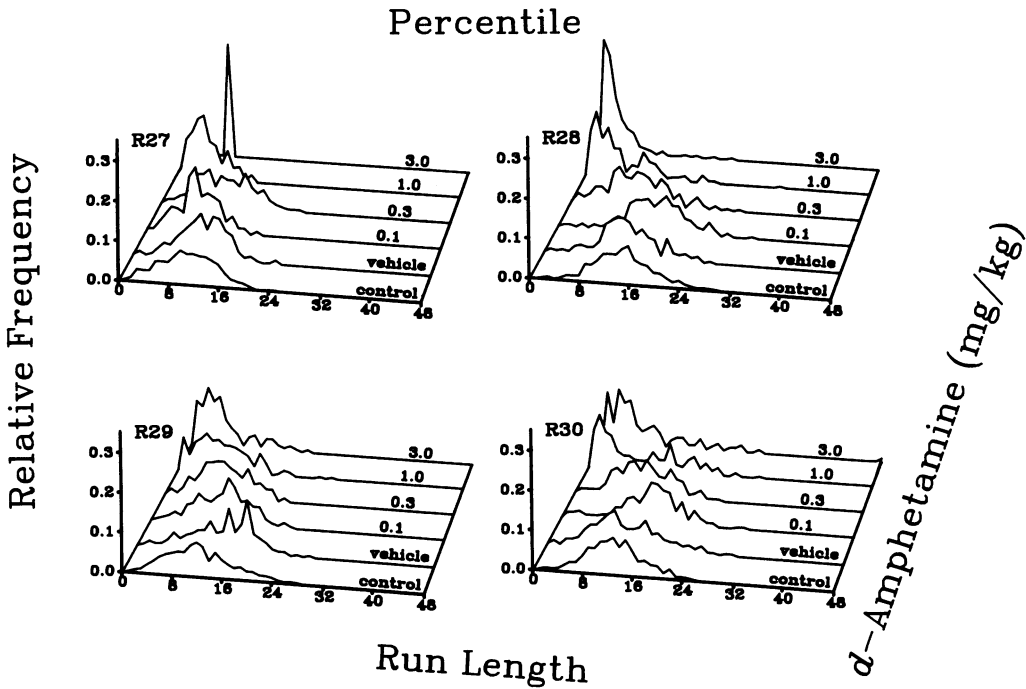 Percentile
Relative Frequency
R27
0.3
0.2
0.1
0.0
3.0
1.0
0.3
0.1
vehicle
control
0 8 16 24 32 40 48
R28
0.3
0.2
0.1
0.0
3.0
1.0
0.3
0.1
vehicle
control
0 8 16 24 32 40 48
R29
0.3
0.2
0.1
0.0
3.0
1.0
0.3
0.1
vehicle
control
0 8 16 24 32 40 48
R30
0.3
0.2
0.1
0.0
3.0
1.0
0.3
0.1
vehicle
control
0 8 16 24 32 40 48
d-Amphetamine (mg/kg)
Run Length